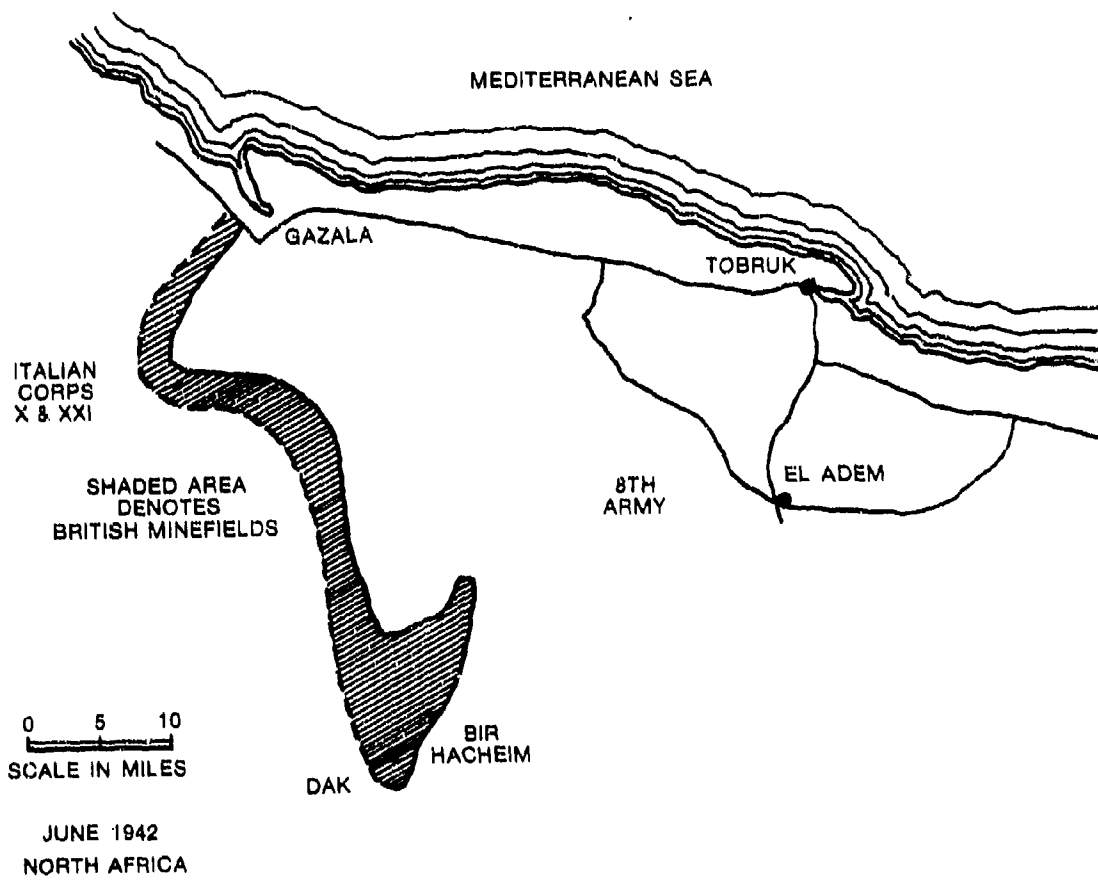 MEDITERRANEAN SEA
GAZALA
TOBRUK
ITALIAN
CORPS
X & XXI
EL ADEM
8TH
ARMY
SHADED AREA
DENOTES
BRITISH MINEFIELDS
0 5 10
SCALE IN MILES
BIR
HACHEIM
DAK
JUNE 1942
NORTH AFRICA